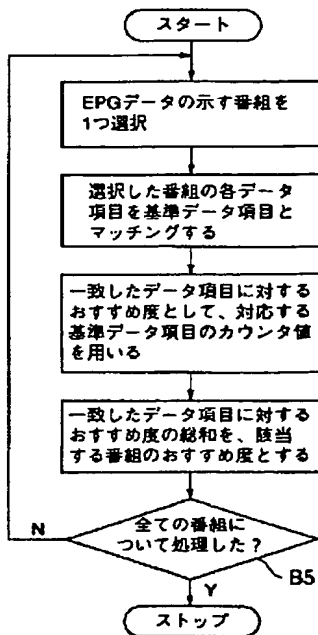 スタート
EPGデータの示す番組を
1つ選択
選択した番組の各データ
項目を基準データ項目と
マッチングする
一致したデータ項目に対する
おすすめ度として、対応する
基準データ項目のカウンタ値
を用いる
一致したデータ項目に対する
おすすめ度の総和を、該当
する番組のおすすめ度とする
全ての番組に
ついて処理した?
N
B5
Y
ストップ